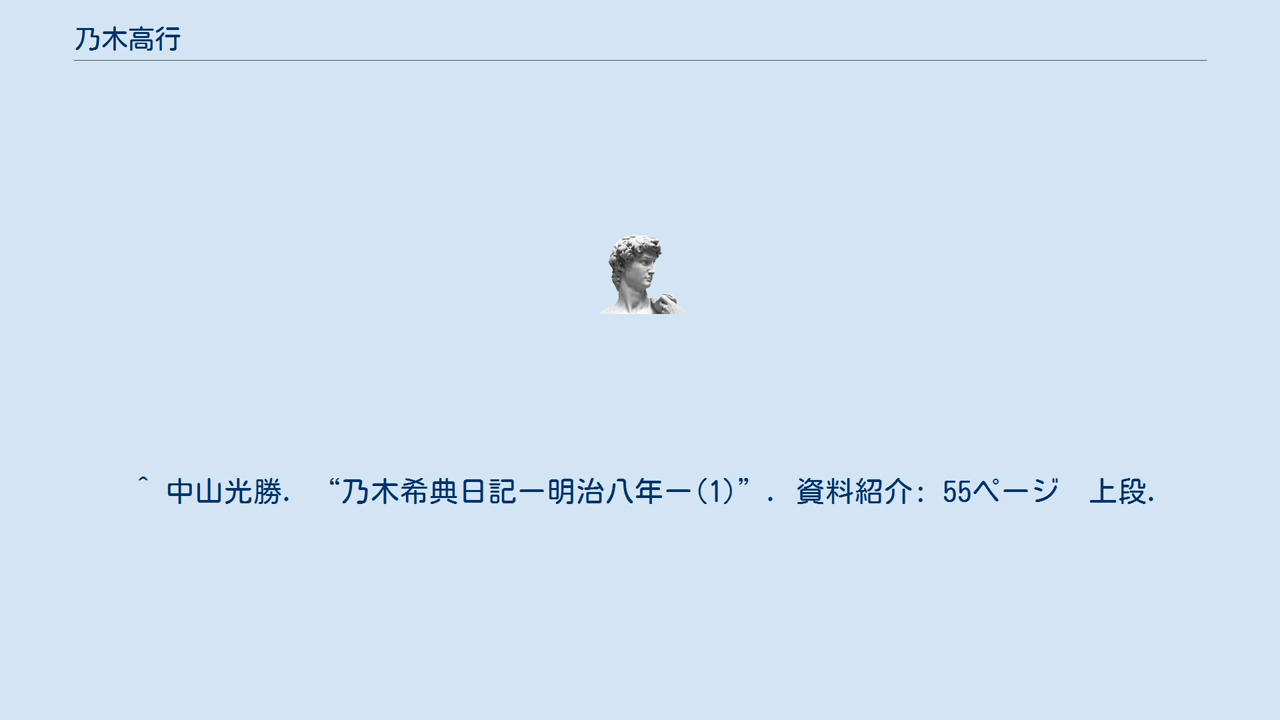 乃木高行
^ 中山光勝. “乃木希典日記ー明治八年ー(1)”. 資料紹介: 55ページ　上段.